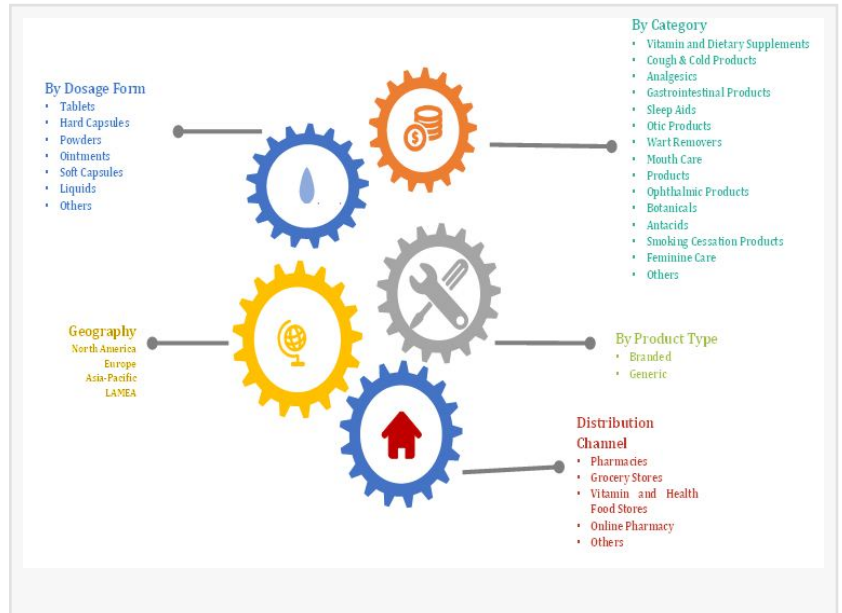 By Category
• Vitamin and Dietary Supplements
• Cough & Cold Products
• Analgesics
• Gastrointestinal Products
• Sleep Aids
• Otic Products
• Wart Removers
• Mouth Care
• Products
• Ophthalmic Products
• Botanicals
• Antacids
• Smoking Cessation Products
• Feminine Care
• Others
By Dosage Form
• Tablets
• Hard Capsules
• Powders
• Ointments
• Soft Capsules
• Liquids
• Others
Geography
North America
Europe
Asia-Pacific
LAMEA
By Product Type
• Branded
• Generic
Distribution
Channel
• Pharmacies
• Grocery Stores
• Vitamin and Health
Food Stores
• Online Pharmacy
• Others
$